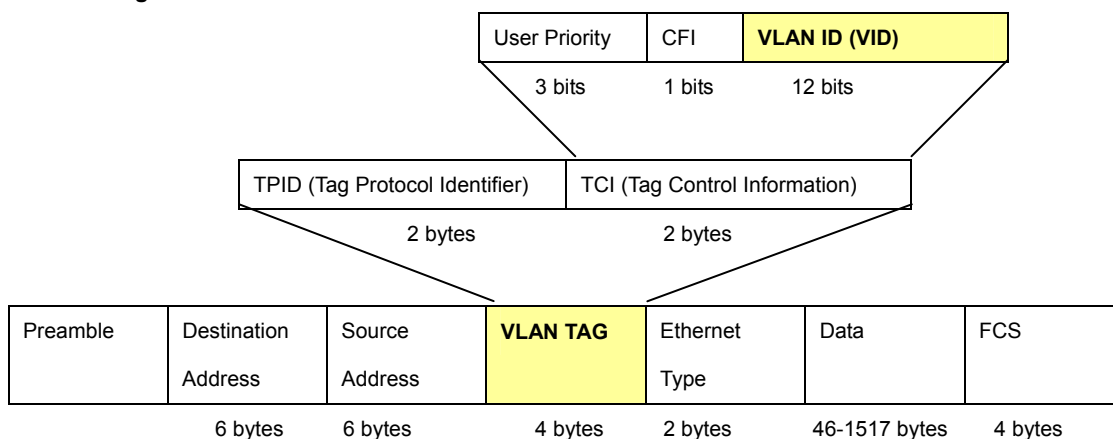 User Priority CFI VLAN ID (VID)
3 bits 1 bits 12 bits
TPID (Tag Protocol Identifier) TCI (Tag Control Information)
2 bytes 2 bytes
Preamble Destination Source VLAN TAG Ethernet Data FCS
Address Address Type
6 bytes 6 bytes 4 bytes 2 bytes 46-1517 bytes 4 bytes